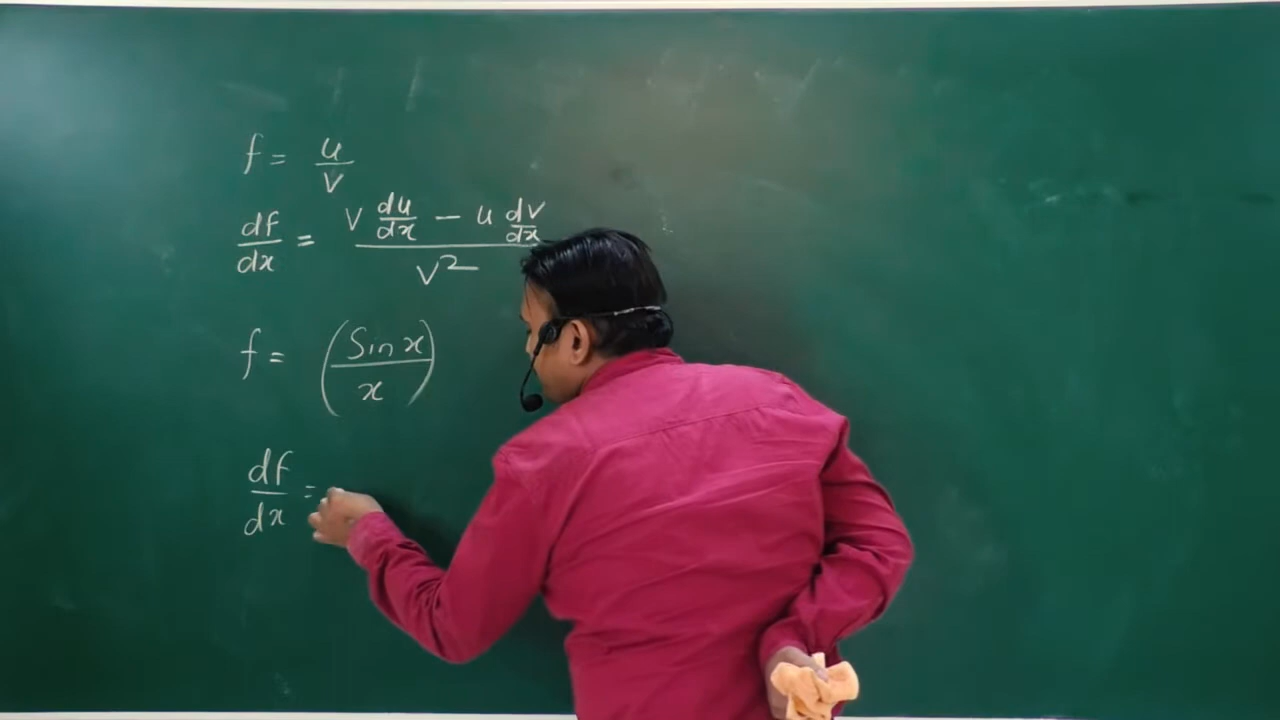 f = u/v
df/dx = (v du/dx - u dv/dx)/v²
f = (Sin x/x)
df/dx =